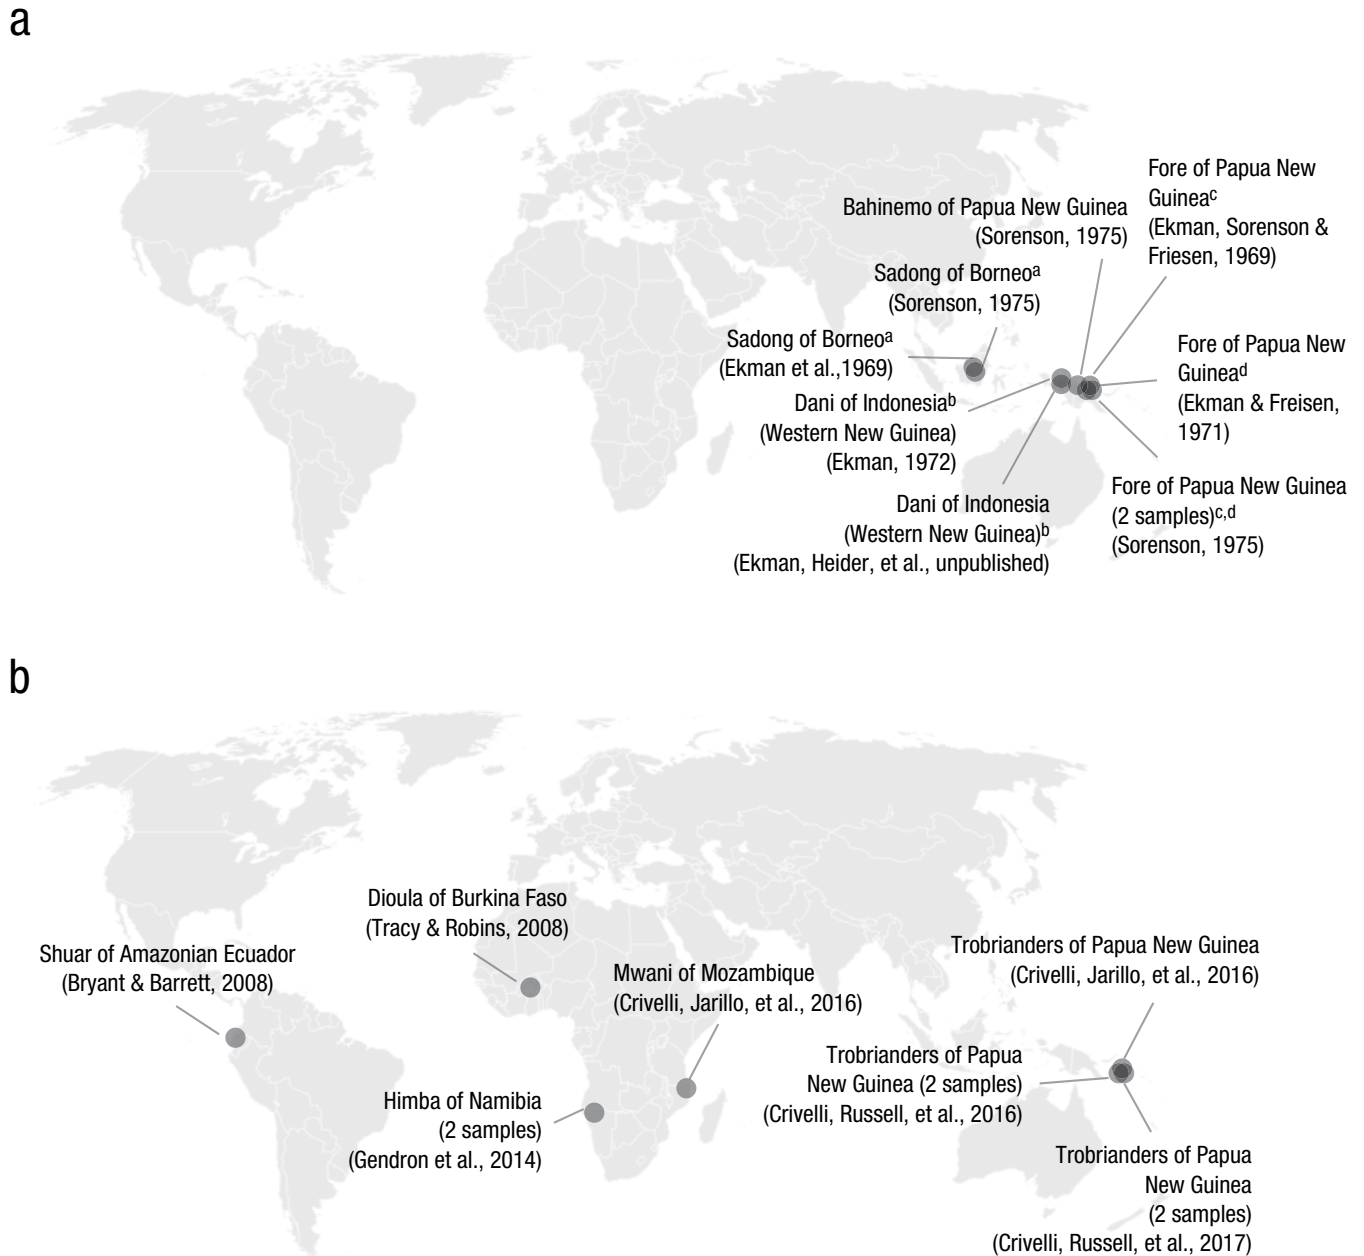 a
Fore of Papua New
Guineaᶜ
(Ekman, Sorenson &
Friesen, 1969)
Bahinemo of Papua New Guinea
(Sorenson, 1975)
Sadong of Borneoᵃ
(Sorenson, 1975)
Sadong of Borneoᵃ
(Ekman et al.,1969)
Fore of Papua New
Guineaᵈ
(Ekman & Freisen,
1971)
Dani of Indonesiaᵇ
(Western New Guinea)
(Ekman, 1972)
Fore of Papua New Guinea
(2 samples)ᶜ,ᵈ
(Sorenson, 1975)
Dani of Indonesia
(Western New Guinea)ᵇ
(Ekman, Heider, et al., unpublished)
b
Dioula of Burkina Faso
(Tracy & Robins, 2008)
Shuar of Amazonian Ecuador
(Bryant & Barrett, 2008)
Mwani of Mozambique
(Crivelli, Jarillo, et al., 2016)
Trobrianders of Papua New Guinea
(Crivelli, Jarillo, et al., 2016)
Himba of Namibia
(2 samples)
(Gendron et al., 2014)
Trobrianders of Papua
New Guinea (2 samples)
(Crivelli, Russell, et al., 2016)
Trobrianders of Papua
New Guinea
(2 samples)
(Crivelli, Russell, et al., 2017)